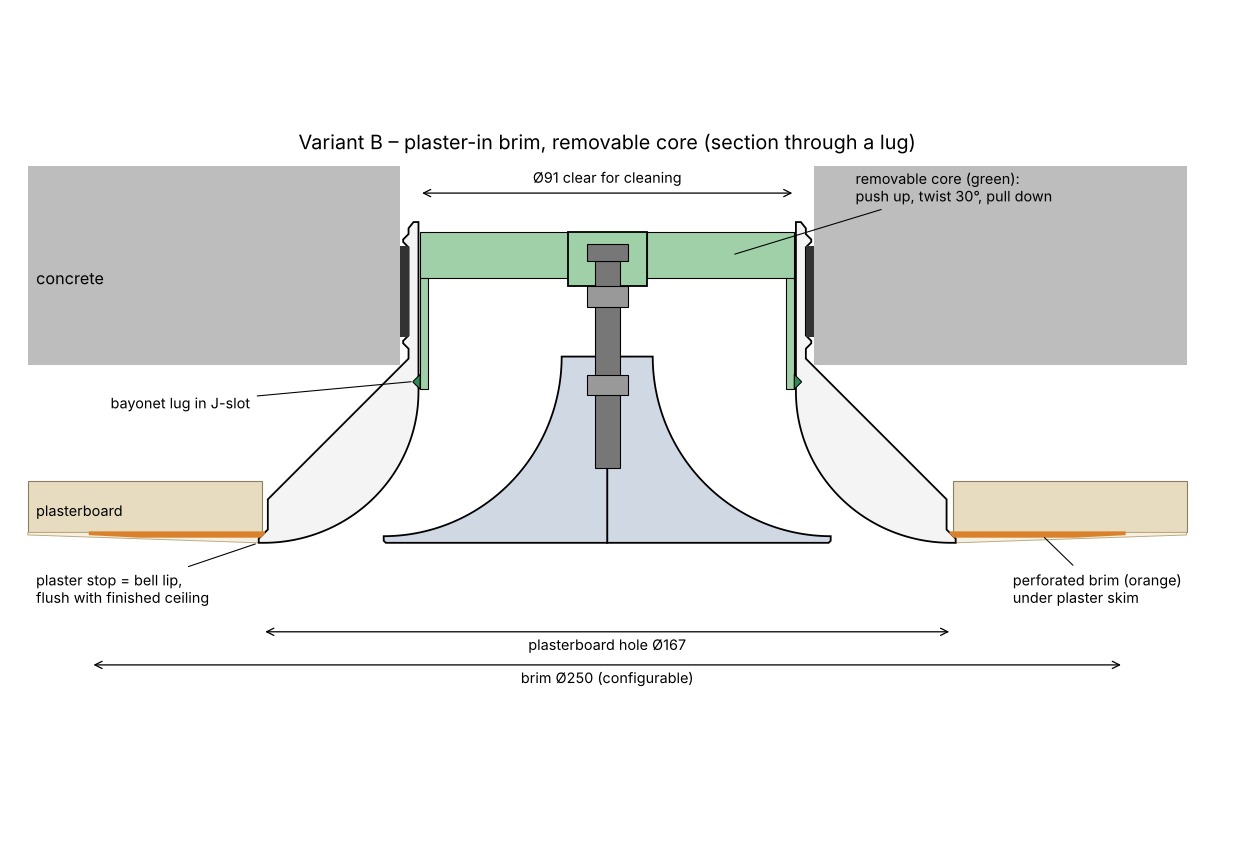 Variant B – plaster-in brim, removable core (section through a lug)
Ø91 clear for cleaning
removable core (green):
push up, twist 30°, pull down
concrete
bayonet lug in J-slot
plasterboard
plaster stop = bell lip,
flush with finished ceiling
perforated brim (orange)
under plaster skim
plasterboard hole Ø167
brim Ø250 (configurable)